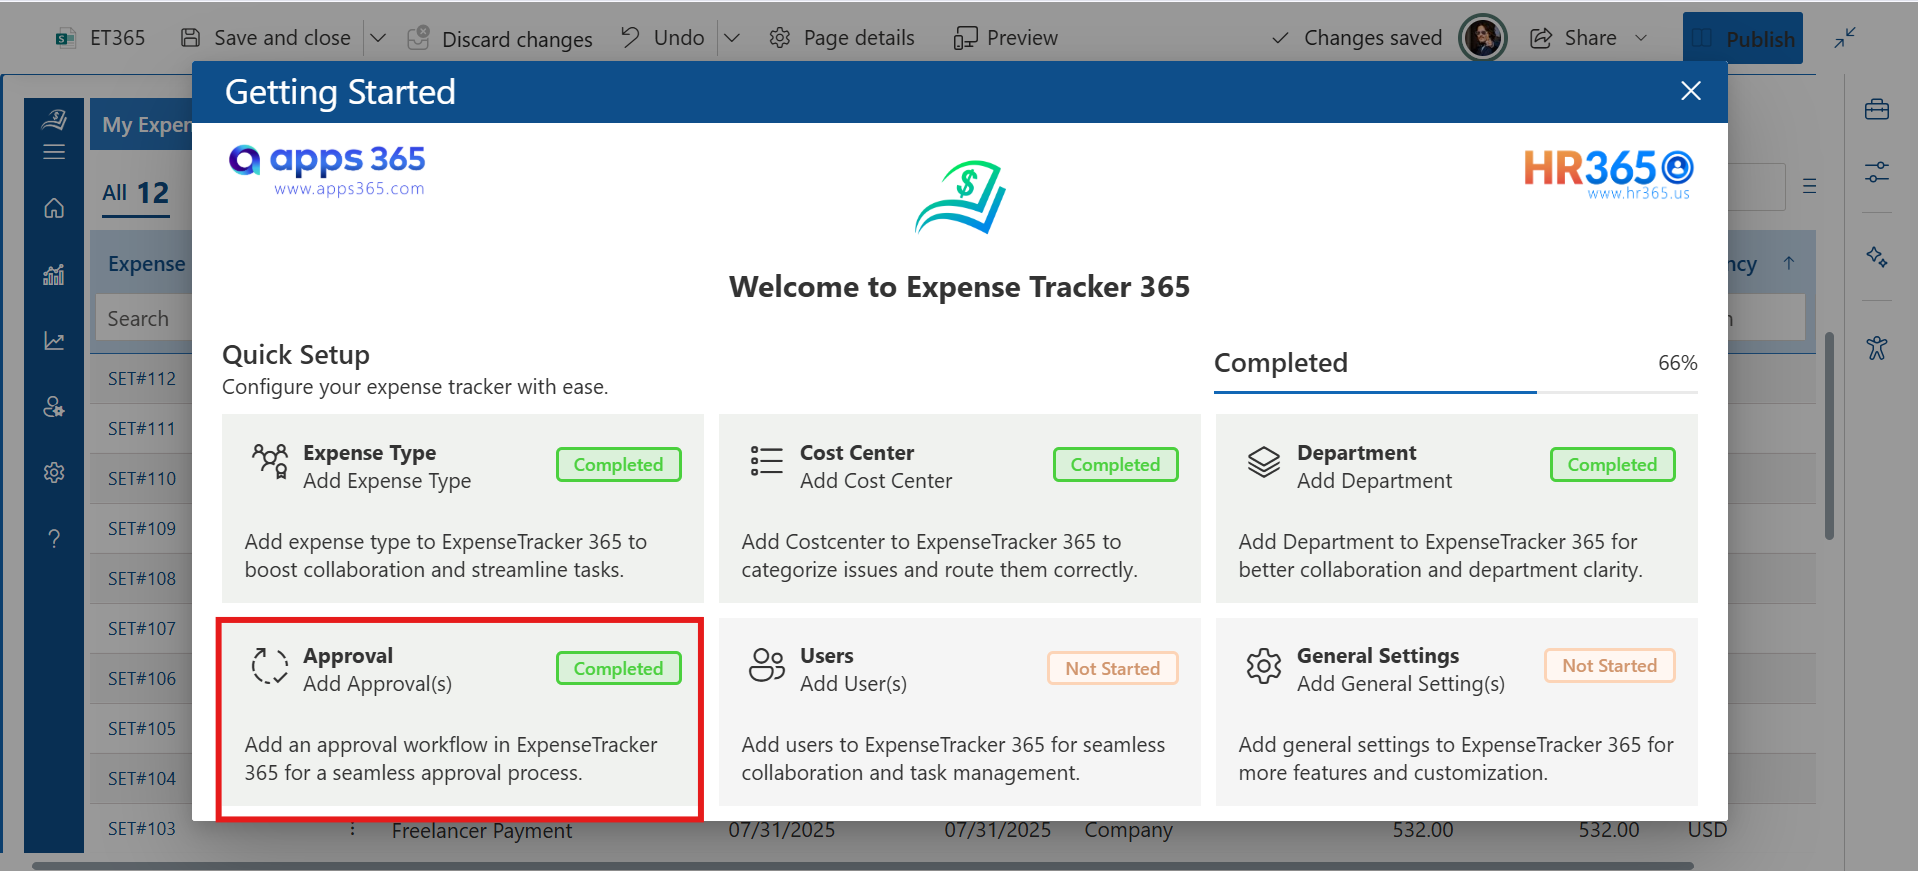 ET365
Save and close
Discard changes
Undo
Page details
Preview
Changes saved
Share
Publish
Getting Started
My Expen
apps 365
www.apps365.com
HR365
www.hr365.us
All 12
Welcome to Expense Tracker 365
Expense
ncy
Search
Quick Setup
Configure your expense tracker with ease.
Completed
66%
SET#112
SET#111
SET#110
SET#109
SET#108
SET#107
SET#106
SET#105
SET#104
Expense Type
Add Expense Type
Completed
Add expense type to ExpenseTracker 365 to
boost collaboration and streamline tasks.
Cost Center
Add Cost Center
Completed
Add Costcenter to ExpenseTracker 365 to
categorize issues and route them correctly.
Department
Add Department
Completed
Add Department to ExpenseTracker 365 for
better collaboration and department clarity.
Approval
Add Approval(s)
Completed
Add an approval workflow in ExpenseTracker
365 for a seamless approval process.
Users
Add User(s)
Not Started
Add users to ExpenseTracker 365 for seamless
collaboration and task management.
General Settings
Add General Setting(s)
Not Started
Add general settings to ExpenseTracker 365 for
more features and customization.
SET#103 Freelancer Payment 07/31/2025 07/31/2025 Company 532.00 532.00 USD